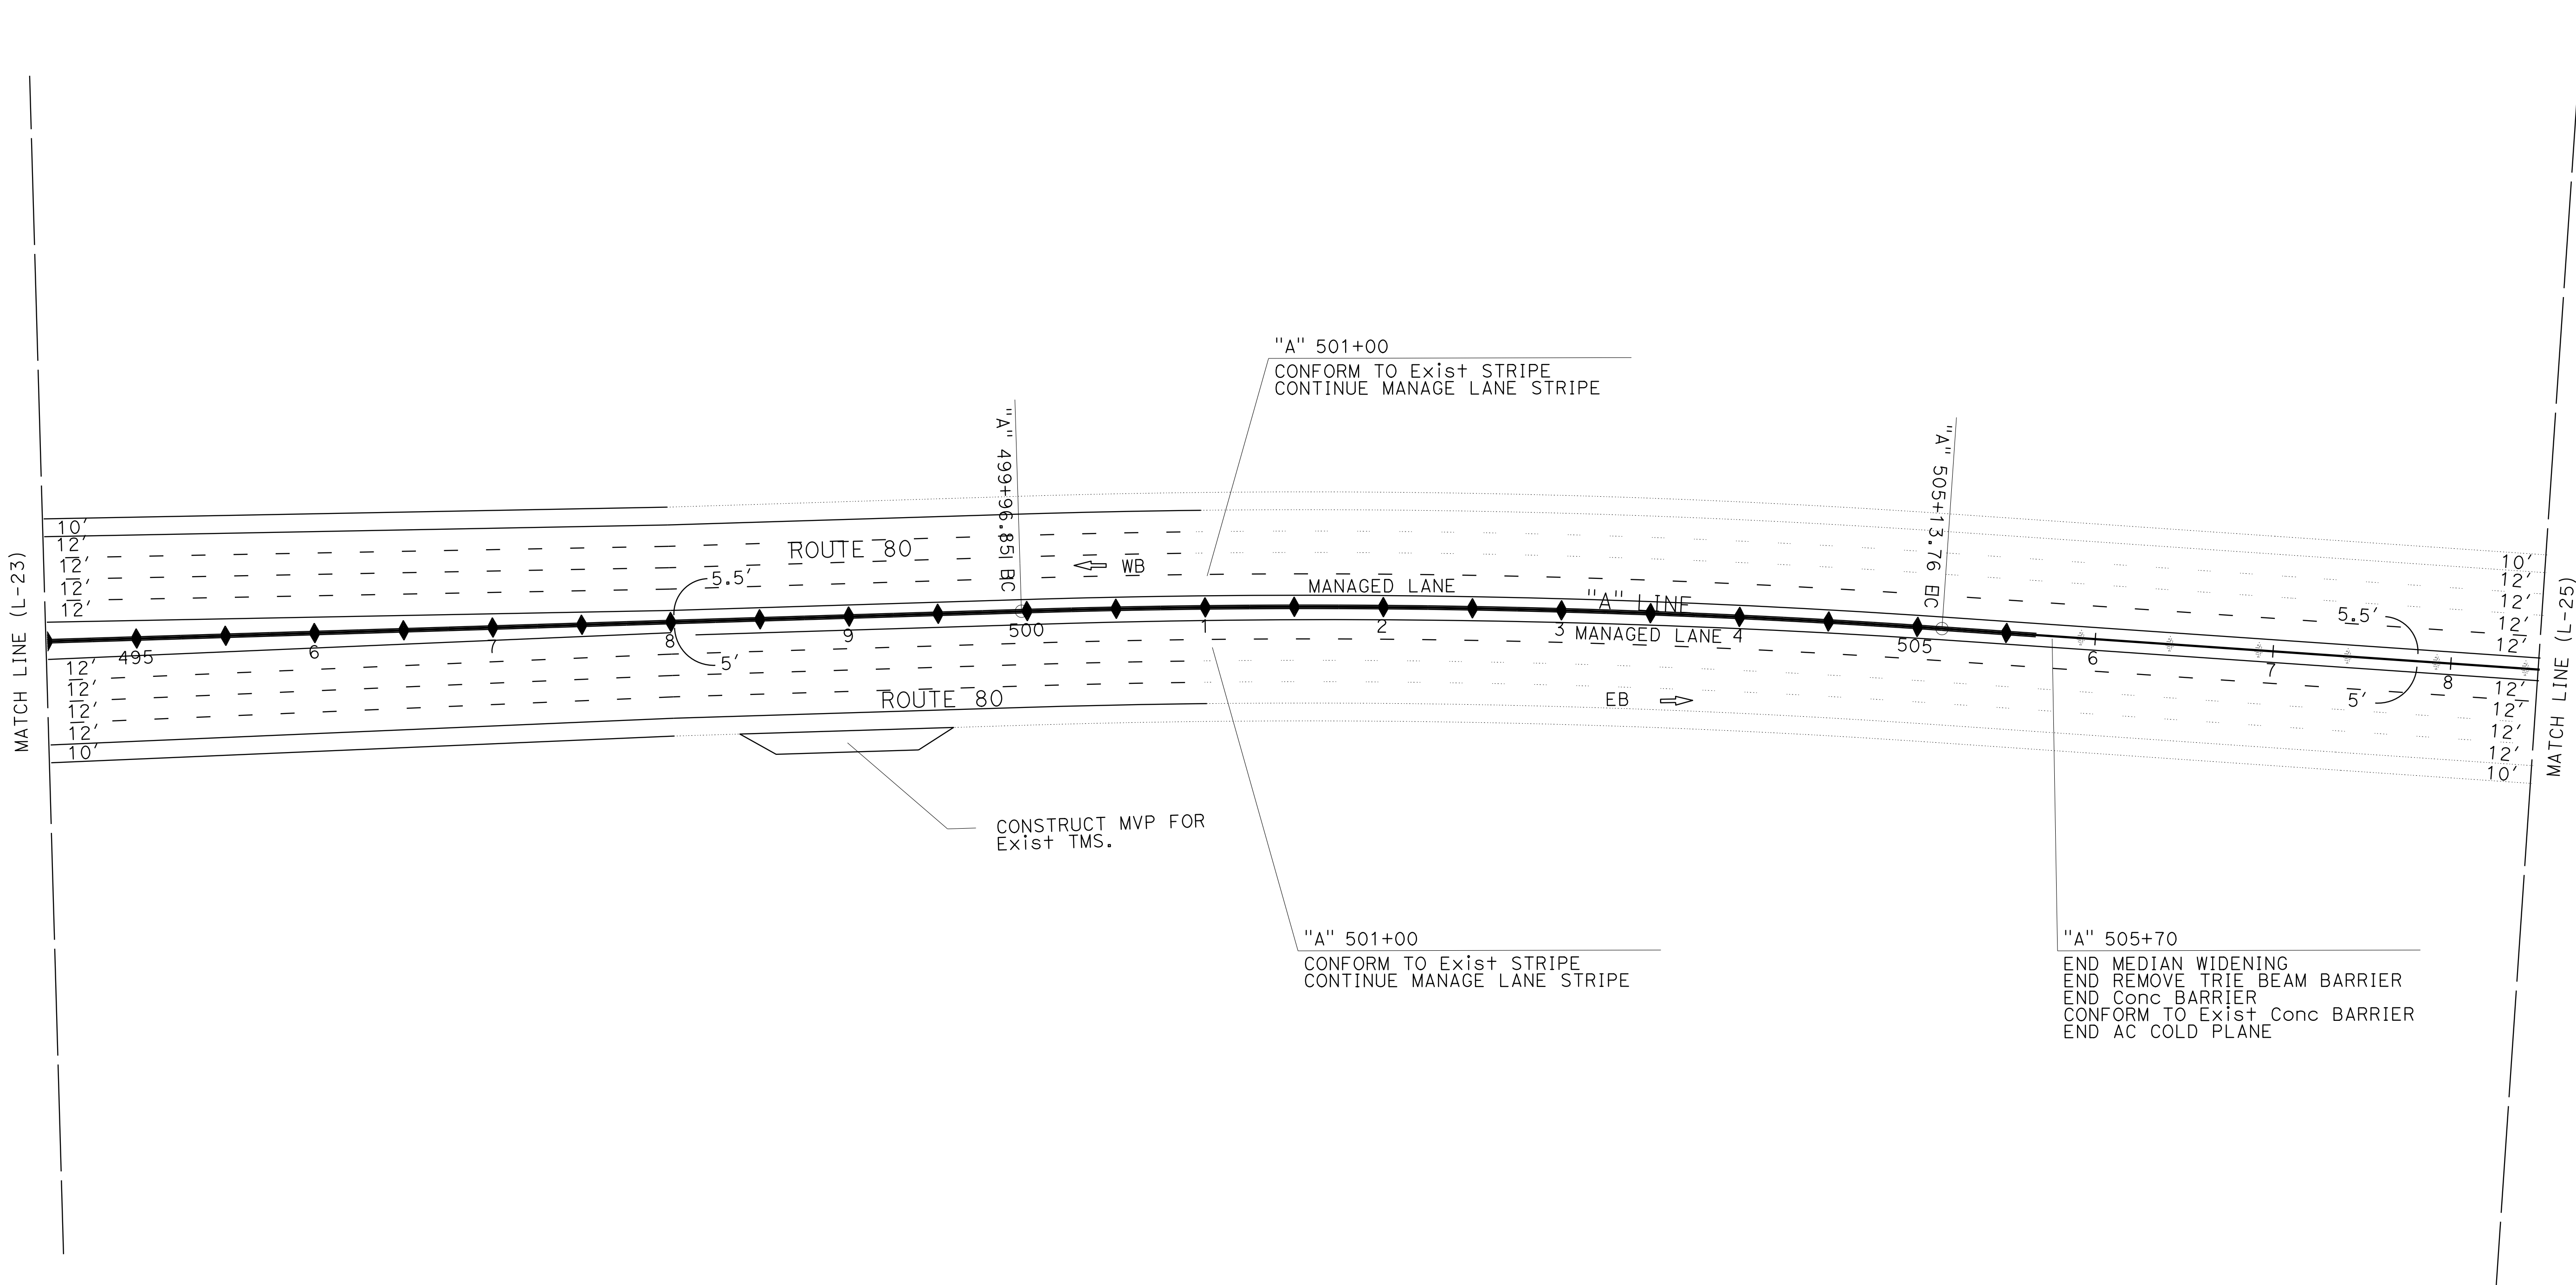 "A" 501+00
CONFORM TO Exist STRIPE
CONTINUE MANAGE LANE STRIPE
"A" 499+96.85 BC
"A" 505+13.76 EC
MATCH LINE (L-23)
10'
12'
12'
12'
12'
ROUTE 80
5.5'
WB
MANAGED LANE
"A" LINE
MANAGED LANE
495
6
7
8
9
500
1
2
3
4
505
6
7
8
5'
12'
12'
12'
12'
10'
ROUTE 80
EB
5.5'
5'
10'
12'
12'
12'
12'
12'
12'
12'
12'
10'
MATCH LINE (L-25)
CONSTRUCT MVP FOR
Exist TMS.
"A" 501+00
CONFORM TO Exist STRIPE
CONTINUE MANAGE LANE STRIPE
"A" 505+70
END MEDIAN WIDENING
END REMOVE TRIE BEAM BARRIER
END Conc BARRIER
CONFORM TO Exist Conc BARRIER
END AC COLD PLANE